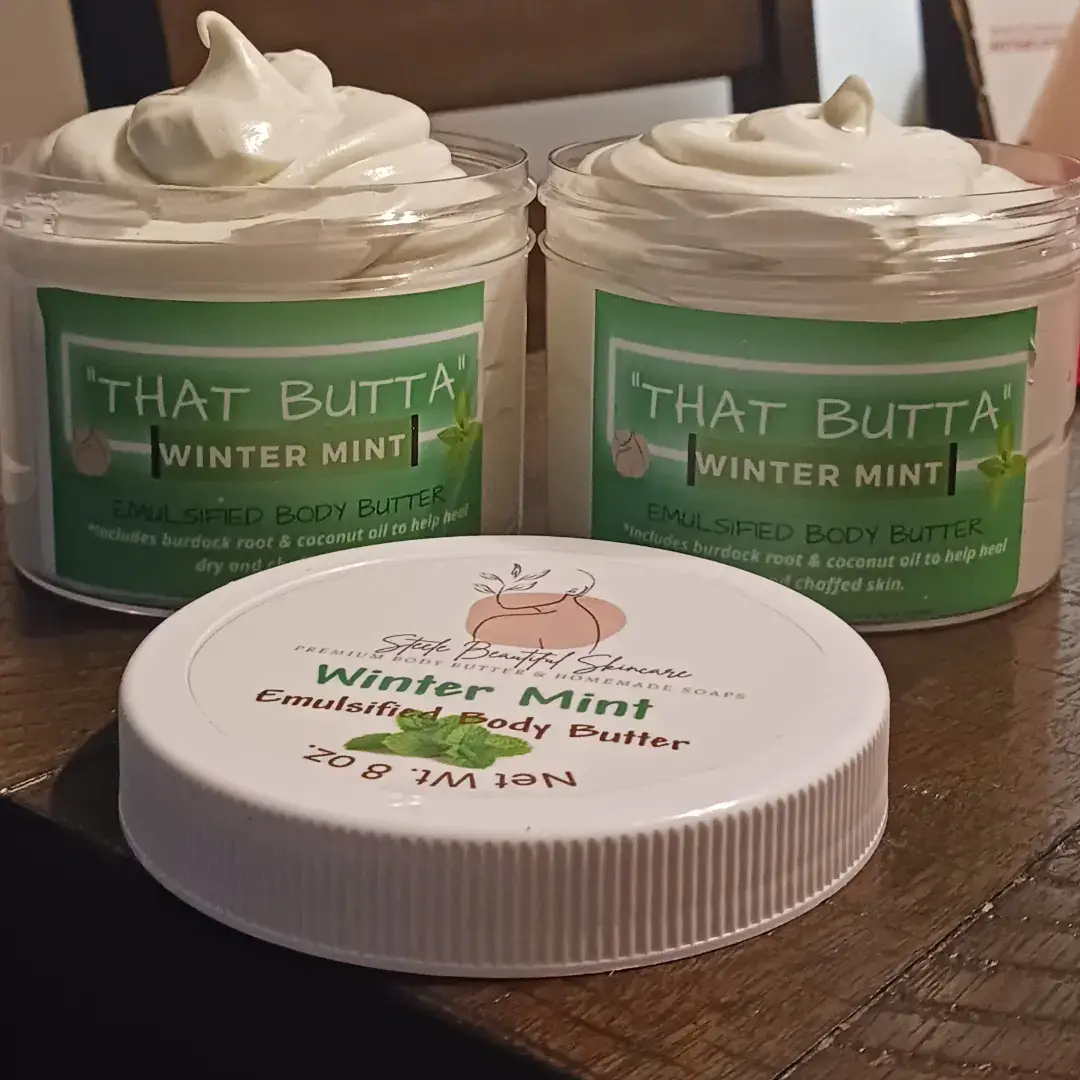 "THAT BUTTA"
WINTER MINT
EMULSIFIED BODY BUTTER
*Includes burdock root & coconut oil to help heal
dry and
"THAT BUTTA"
WINTER MINT
EMULSIFIED BODY BUTTER
*Includes burdock root & coconut oil to help heal
chaffed skin.
Steele Beautiful Skincare
PREMIUM BODY BUTTER & HOMEMADE SOAPS
Winter Mint
Emulsified Body Butter
Net Wt. 8 oz.